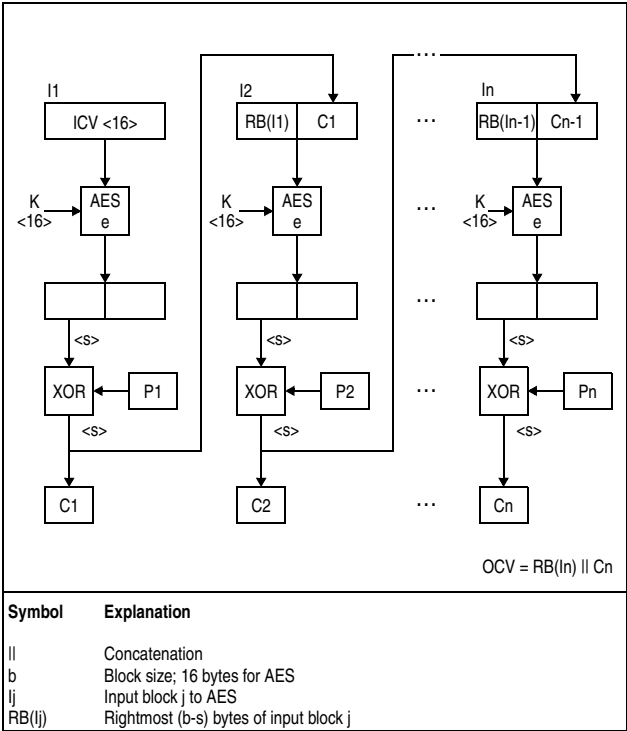 ...
I1 I2 In
ICV <16> RB(I1) C1 ... RB(In-1) Cn-1
K <16> AES e K <16> AES e ... K <16> AES e
...
<s> <s> <s>
XOR P1 XOR P2 ... XOR Pn
<s> <s> <s>
C1 C2 ... Cn
OCV = RB(In) || Cn
Symbol Explanation
|| Concatenation
b Block size; 16 bytes for AES
Ij Input block j to AES
RB(Ij) Rightmost (b-s) bytes of input block j